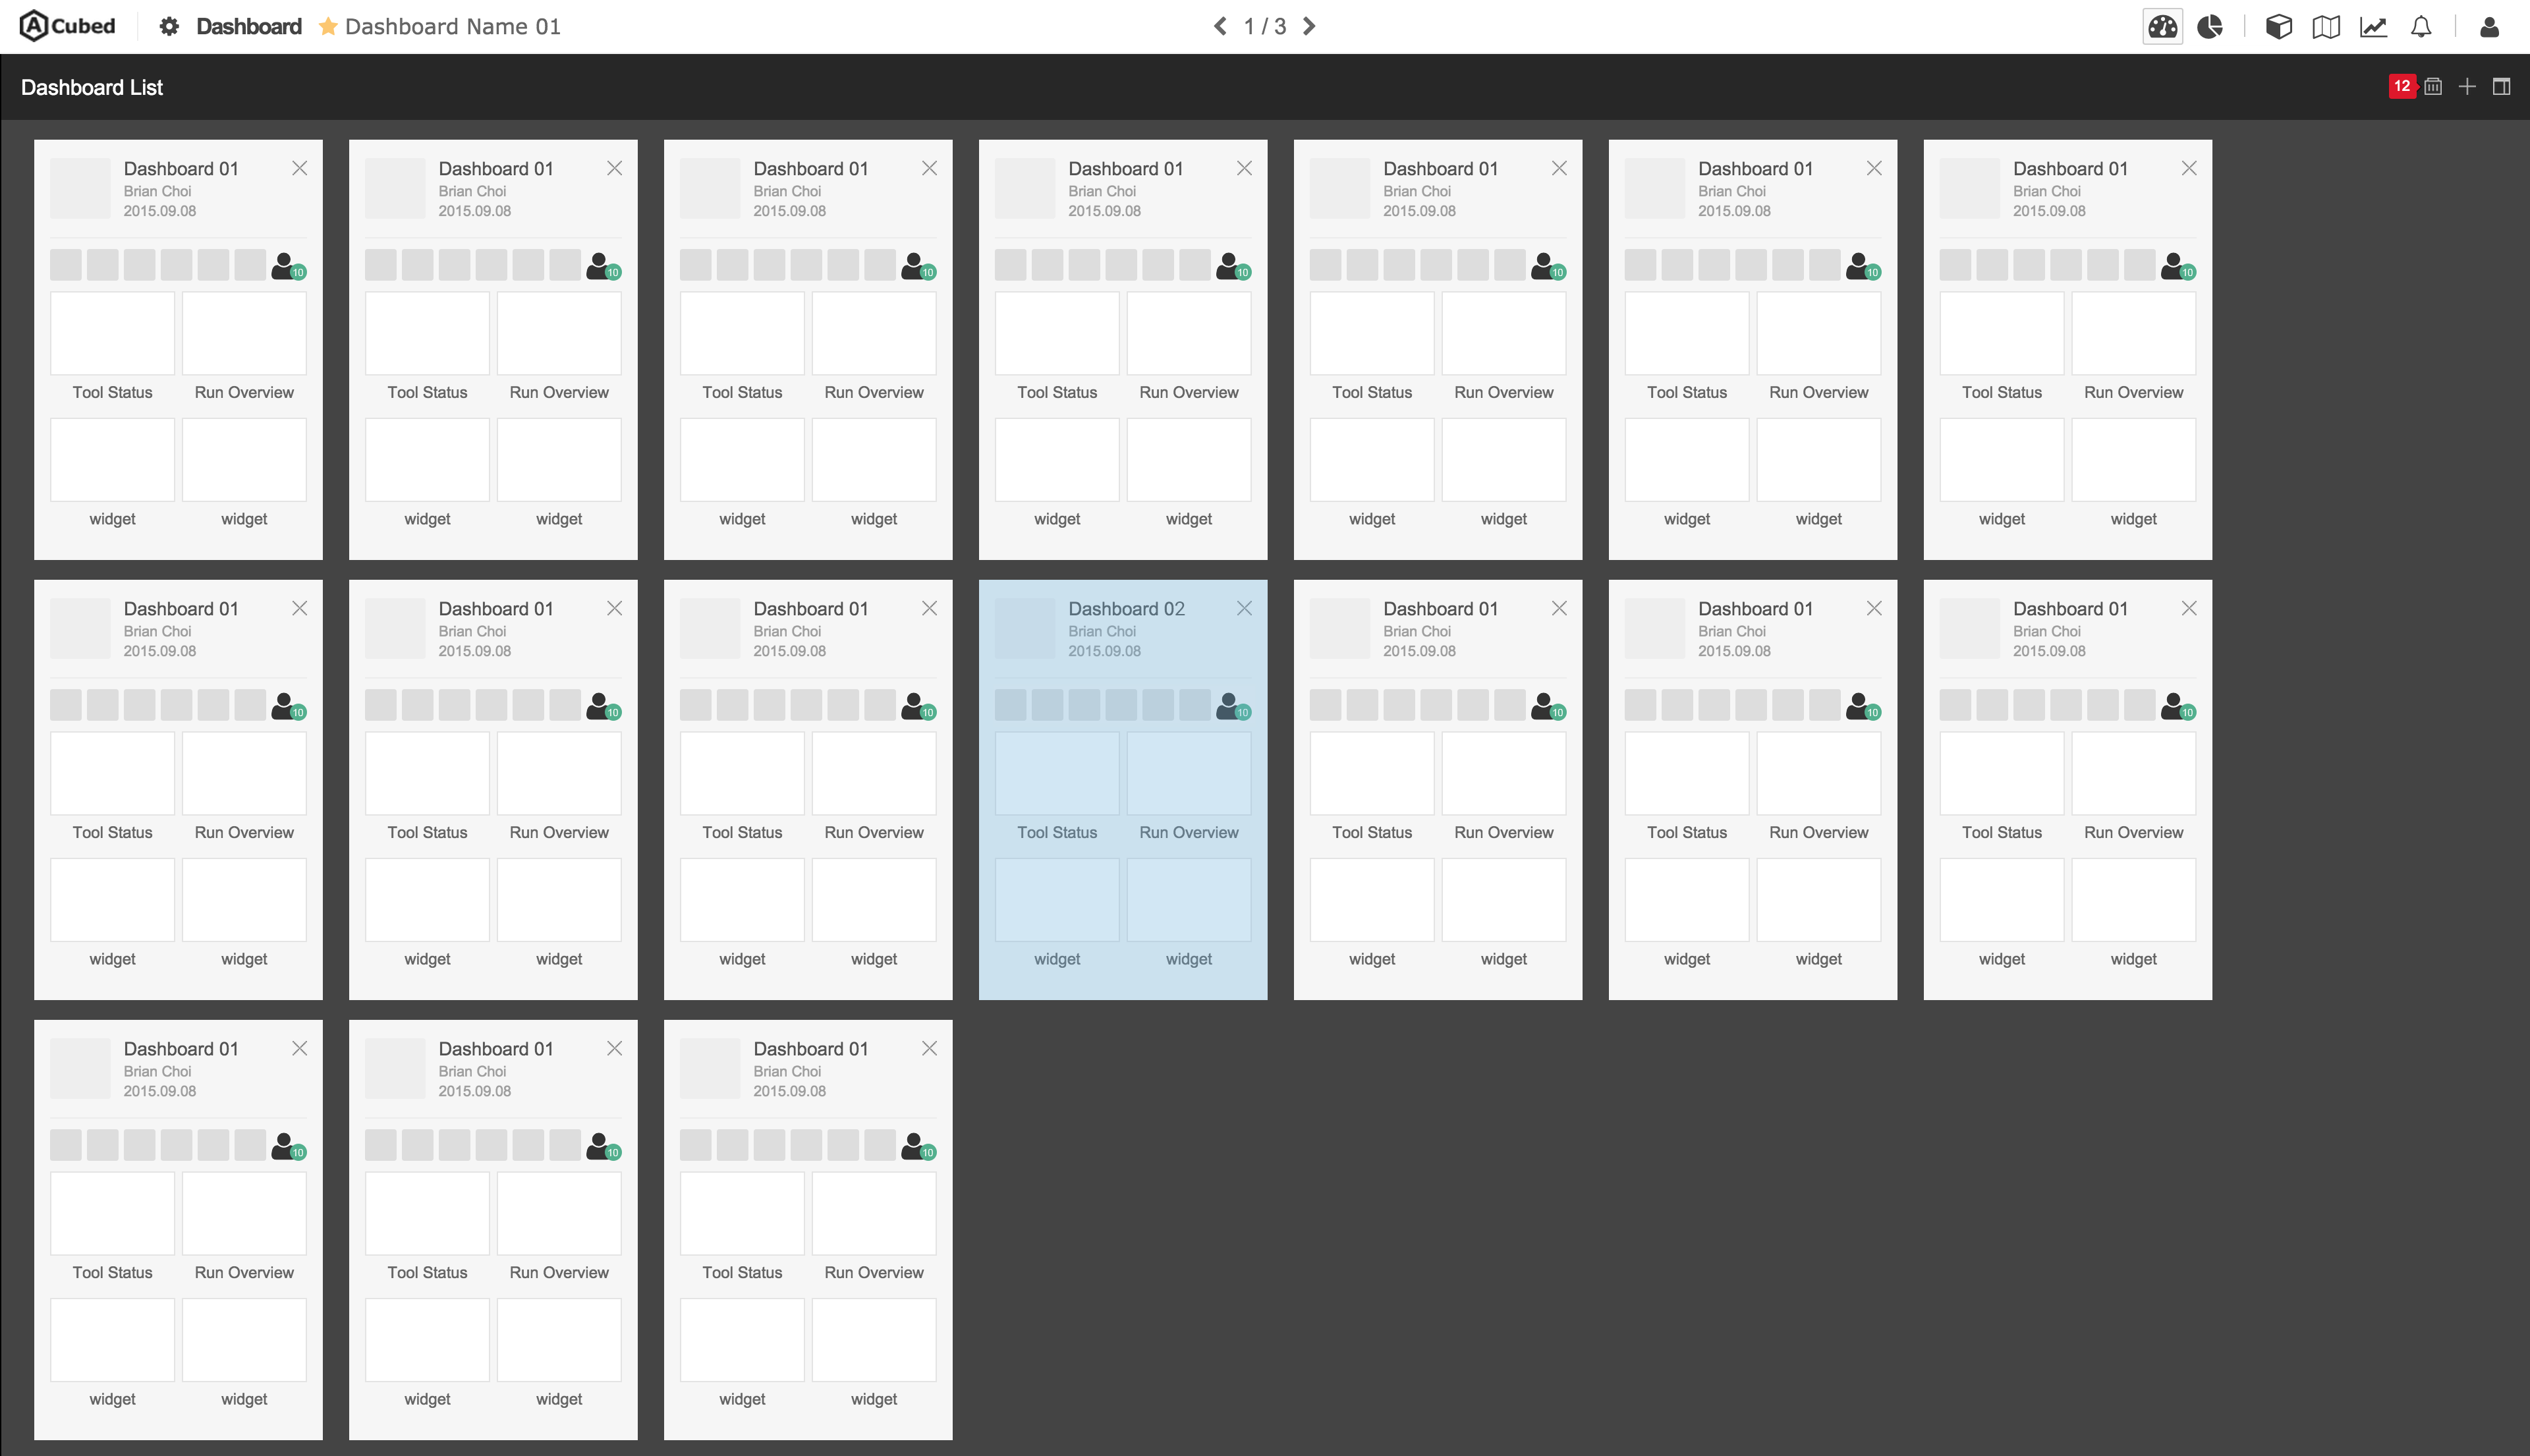 A Cubed
Dashboard
Dashboard Name 01
1 / 3
Dashboard List
12
Dashboard 01
Brian Choi
2015.09.08
10
Tool Status Run Overview
widget widget
Dashboard 01
Brian Choi
2015.09.08
10
Tool Status Run Overview
widget widget
Dashboard 01
Brian Choi
2015.09.08
10
Tool Status Run Overview
widget widget
Dashboard 01
Brian Choi
2015.09.08
10
Tool Status Run Overview
widget widget
Dashboard 01
Brian Choi
2015.09.08
10
Tool Status Run Overview
widget widget
Dashboard 01
Brian Choi
2015.09.08
10
Tool Status Run Overview
widget widget
Dashboard 01
Brian Choi
2015.09.08
10
Tool Status Run Overview
widget widget
Dashboard 01
Brian Choi
2015.09.08
10
Tool Status Run Overview
widget widget
Dashboard 01
Brian Choi
2015.09.08
10
Tool Status Run Overview
widget widget
Dashboard 01
Brian Choi
2015.09.08
10
Tool Status Run Overview
widget widget
Dashboard 02
Brian Choi
2015.09.08
10
Tool Status Run Overview
widget widget
Dashboard 01
Brian Choi
2015.09.08
10
Tool Status Run Overview
widget widget
Dashboard 01
Brian Choi
2015.09.08
10
Tool Status Run Overview
widget widget
Dashboard 01
Brian Choi
2015.09.08
10
Tool Status Run Overview
widget widget
Dashboard 01
Brian Choi
2015.09.08
10
Tool Status Run Overview
widget widget
Dashboard 01
Brian Choi
2015.09.08
10
Tool Status Run Overview
widget widget
Dashboard 01
Brian Choi
2015.09.08
10
Tool Status Run Overview
widget widget